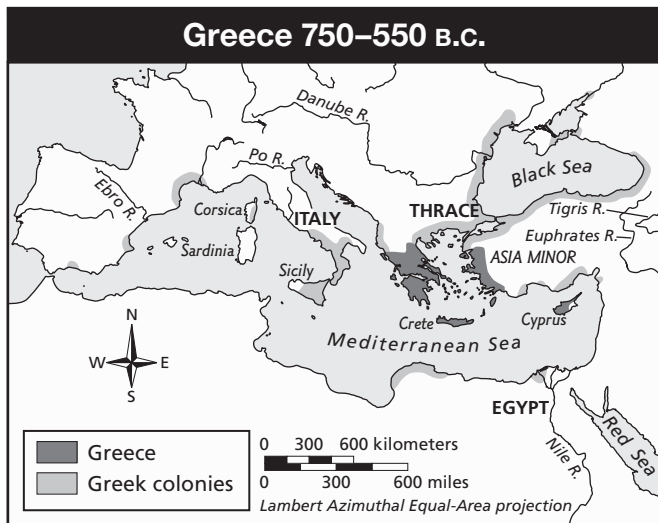 Greece 750–550 B.C.
Danube R.
Po R.
Ebro R.
Black Sea
Corsica
ITALY
THRACE
Tigris R.
Euphrates R.
Sardinia
ASIA MINOR
Sicily
Crete
Cyprus
Mediterranean Sea
N
W
E
S
EGYPT
Nile R.
Red Sea
Greece
Greek colonies
0 300 600 kilometers
0 300 600 miles
Lambert Azimuthal Equal-Area projection